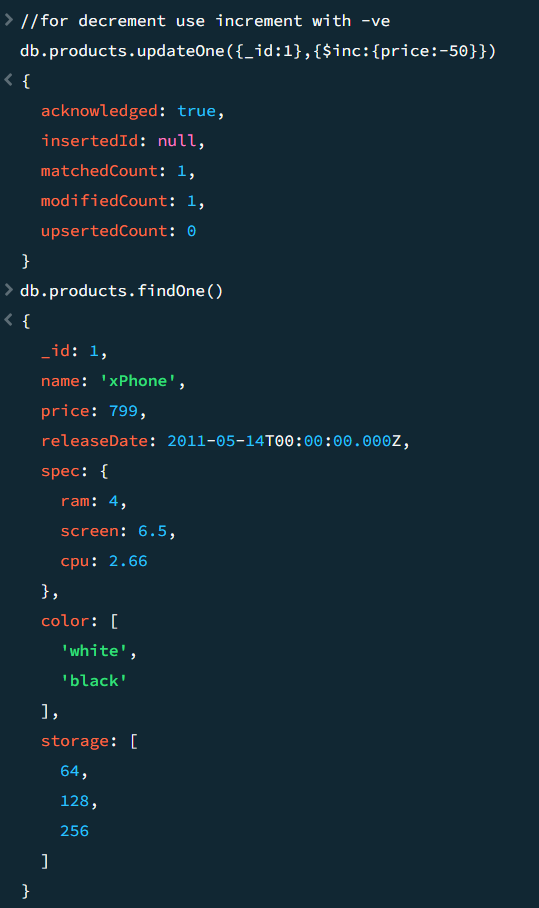 > //for decrement use increment with -ve
db.products.updateOne({_id:1},{$inc:{price:-50}})
< {
acknowledged: true,
insertedId: null,
matchedCount: 1,
modifiedCount: 1,
upsertedCount: 0
}
> db.products.findOne()
< {
_id: 1,
name: 'xPhone',
price: 799,
releaseDate: 2011-05-14T00:00:00.000Z,
spec: {
ram: 4,
screen: 6.5,
cpu: 2.66
},
color: [
'white',
'black'
],
storage: [
64,
128,
256
]
}